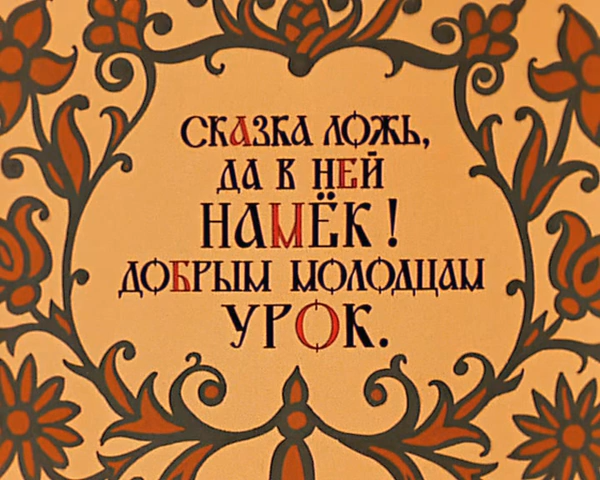 Сказка ложь,
да в ней
намёк!
Добрым молодцам
урок.